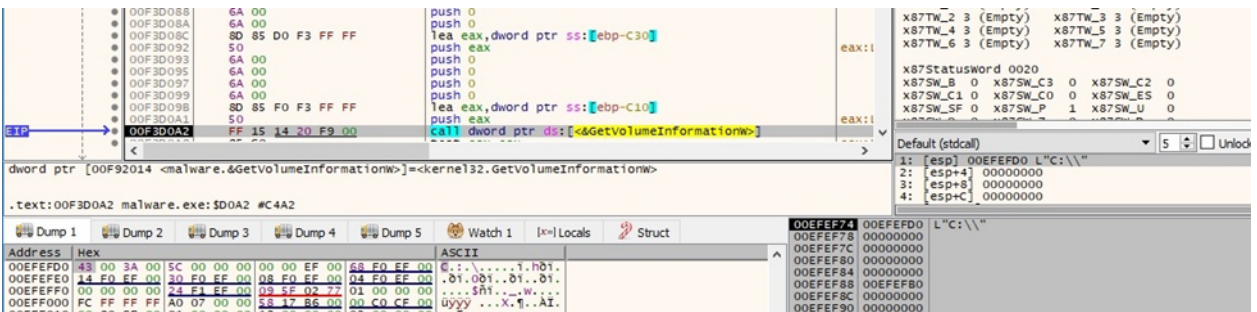 00F3D088 6A 00 push 0
00F3D08A 6A 00 push 0
00F3D08C 8D 85 D0 F3 FF FF lea eax,dword ptr ss:[ebp-C30]
00F3D092 50 push eax
00F3D093 6A 00 push 0
00F3D095 6A 00 push 0
00F3D097 6A 00 push 0
00F3D099 6A 00 push 0
00F3D09B 8D 85 F0 F3 FF FF lea eax,dword ptr ss:[ebp-C10]
00F3D0A1 50 push eax
EIP 00F3D0A2 FF 15 14 20 F9 00 call dword ptr ds:[<&GetVolumeInformationW>]
dword ptr [00F92014 <malware.&GetVolumeInformationW>]=<kernel32.GetVolumeInformationW>
.text:00F3D0A2 malware.exe:$D0A2 #C4A2
x87TW_2 3 (Empty) x87TW_3 3 (Empty)
x87TW_4 3 (Empty) x87TW_5 3 (Empty)
x87TW_6 3 (Empty) x87TW_7 3 (Empty)
x87StatusWord 0020
x87SW_B 0 x87SW_C3 0 x87SW_C2 0
x87SW_C1 0 x87SW_C0 0 x87SW_ES 0
x87SW_SF 0 x87SW_P 1 x87SW_U 0
Default (stdcall) 5 Unlock
1: [esp] 00EFEFD0 L"C:\\"
2: [esp+4] 00000000
3: [esp+8] 00000000
4: [esp+C] 00000000
Dump 1 Dump 2 Dump 3 Dump 4 Dump 5 Watch 1 [x=] Locals Struct
Address Hex ASCII
00EFEFD0 43 00 3A 00 5C 00 00 00 00 00 EF 00 68 F0 EF 00 C.:.\.....ï.hðï.
00EFEFE0 14 F0 EF 00 30 F0 EF 00 08 F0 EF 00 04 F0 EF 00 .ðï.0ðï..ðï..ðï.
00EFEFF0 00 00 00 00 24 F1 EF 00 09 5F 02 77 01 00 00 00 ....$ñï.._.w....
00EFF000 FC FF FF FF A0 07 00 00 58 17 B6 00 00 C0 CF 00 üÿÿÿ ...X.¶..ÀÏ.
00EFEF74 00EFEFD0 L"C:\\"
00EFEF78 00000000
00EFEF7C 00000000
00EFEF80 00000000
00EFEF84 00000000
00EFEF88 00EFEFB0
00EFEF8C 00000000
00EFEF90 00000000